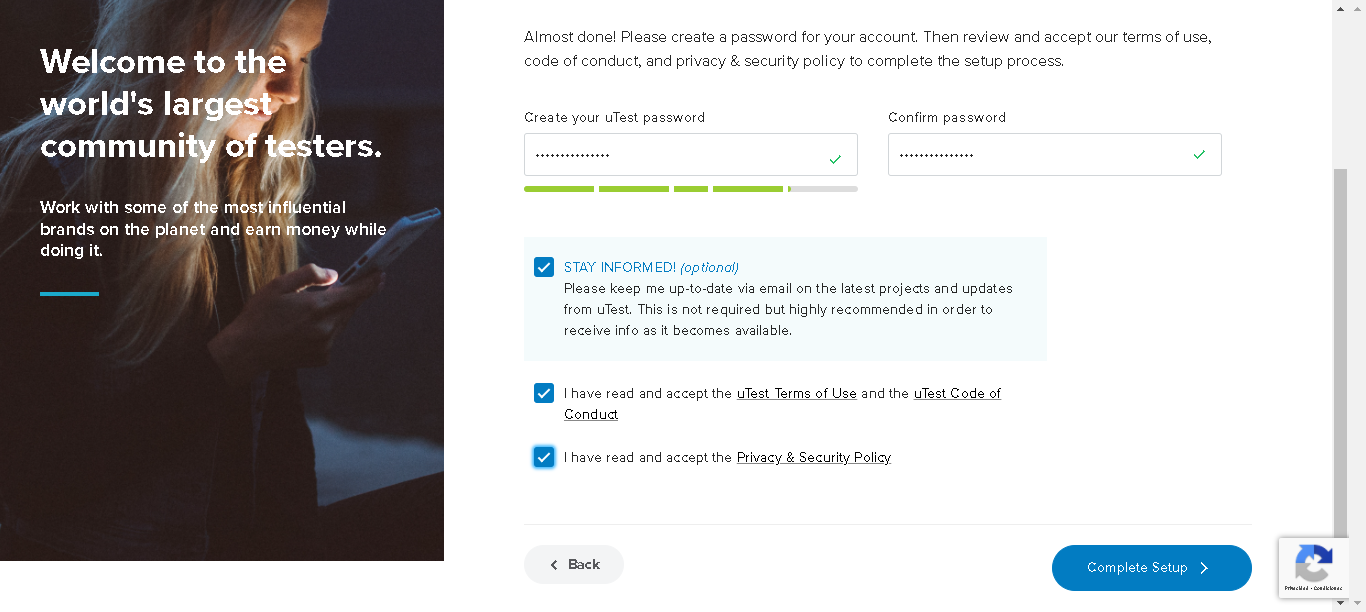 Welcome to the
world's largest
community of testers.
Work with some of the most influential
brands on the planet and earn money while
doing it.
Almost done! Please create a password for your account. Then review and accept our terms of use,
code of conduct, and privacy & security policy to complete the setup process.
Create your uTest password
Confirm password
STAY INFORMED! (optional)
Please keep me up-to-date via email on the latest projects and updates
from uTest. This is not required but highly recommended in order to
receive info as it becomes available.
I have read and accept the uTest Terms of Use and the uTest Code of
Conduct
I have read and accept the Privacy & Security Policy
Back
Complete Setup
Privacidad - Condiciones